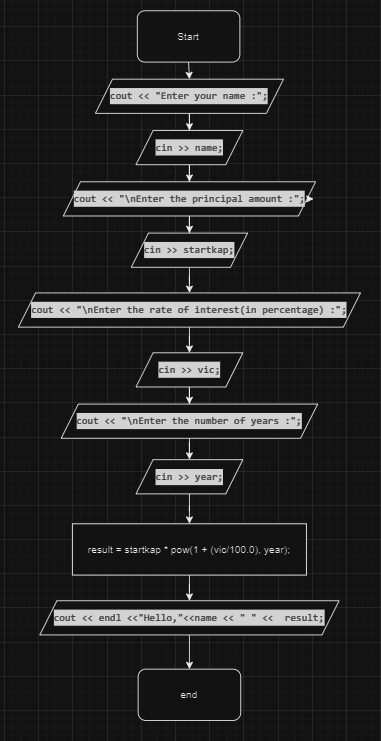 Start
cout << "Enter your name :";
cin >> name;
cout << "\nEnter the principal amount :";
cin >> startkap;
cout << "\nEnter the rate of interest(in percentage) :";
cin >> vic;
cout << "\nEnter the number of years :";
cin >> year;
result = startkap * pow(1 + (vic/100.0), year);
cout << endl <<"Hello,"<<name << " " <<  result;
end